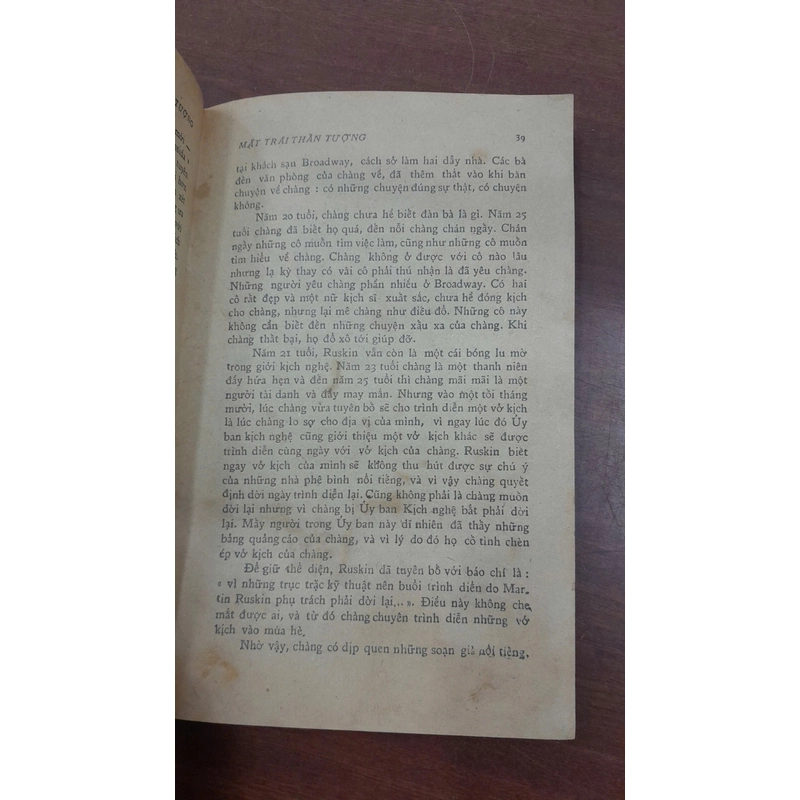 TƯỢNG
MẶT TRÁI THẦN TƯỢNG 39
tại khách sạn Broadway, cách sở làm hai dãy nhà. Các bà
đến văn phòng của chàng về, đã thêm thắt vào khi bàn
chuyện về chàng : có những chuyện đúng sự thật, có chuyện
không.
Năm 20 tuổi, chàng chưa hề biết đàn bà là gì. Năm 25
tuổi chàng đã biết họ quá, đến nỗi chàng chán ngấy. Chán
ngấy những cô muốn tìm việc làm, cũng như những cô muốn
tìm hiểu về chàng. Chàng không ở được với cô nào lâu
nhưng lạ kỳ thay có vài cô phải thú nhận là đã yêu chàng.
Những người yêu chàng phần nhiều ở Broadway. Có hai
cô rất đẹp và một nữ kịch sĩ xuất sắc, chưa hề đóng kịch
cho chàng, nhưng lại mê chàng như điếu đổ. Những cô này
không cần biết đến những chuyện xấu xa của chàng. Khi
chàng thất bại, họ đổ xô tới giúp đỡ.
Năm 21 tuổi, Ruskin vẫn còn là một cái bóng lu mờ
trong giới kịch nghệ. Năm 23 tuổi chàng là một thanh niên
đầy hứa hẹn và đến năm 25 tuổi thì chàng mãi mãi là một
người tài danh và đầy may mắn. Nhưng vào một tối tháng
mười, lúc chàng vừa tuyên bố sẽ cho trình diễn một vở kịch
là lúc chàng lo sợ cho địa vị của mình, vì ngay lúc đó Ủy
ban kịch nghệ cũng giới thiệu một vở kịch khác sẽ được
trình diễn cùng ngày với vở kịch của chàng. Ruskin biết
ngay vở kịch của mình sẽ không thu hút được sự chú ý
của những nhà phê bình nổi tiếng, và vì vậy chàng quyết
định dời ngày trình diễn lại. Cũng không phải là chàng muốn
dời lại nhưng vì chàng bị Ủy ban Kịch nghệ bắt phải dời
lại. Mấy người trong Ủy ban này dĩ nhiên đã thấy những
bảng quảng cáo của chàng, và vì lý do đó họ cố tình chèn
ép vở kịch của chàng.
Để giữ thể diện, Ruskin đã tuyên bố với báo chí là :
« vì những trục trặc kỹ thuật nên buổi trình diễn do Mar_
tin Ruskin phụ trách phải dời lại... ». Điều này không che
mắt được ai, và từ đó chàng chuyên trình diễn những vở
kịch vào mùa hè.
Nhờ vậy, chàng có dịp quen những soạn giả nổi tiếng.